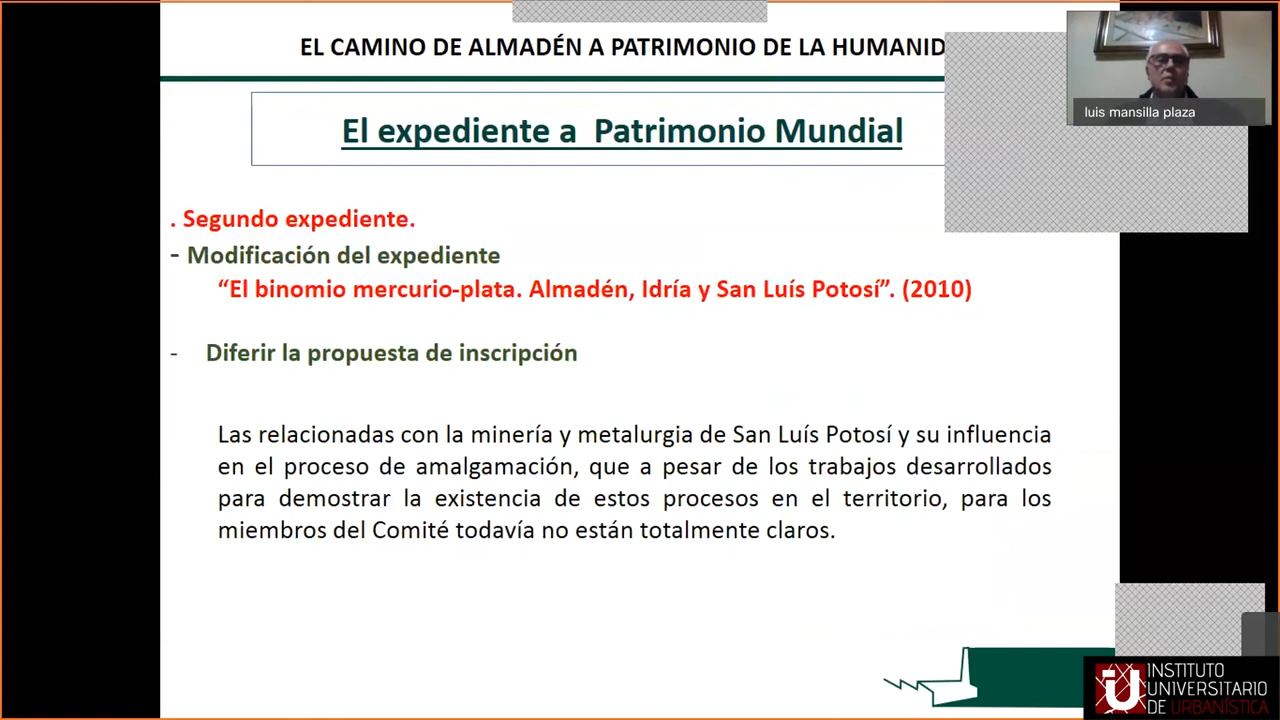 EL CAMINO DE ALMADÉN A PATRIMONIO DE LA HUMANID
luis mansilla plaza
El expediente a Patrimonio Mundial
. Segundo expediente.
- Modificación del expediente
“El binomio mercurio-plata. Almadén, Idría y San Luís Potosí”. (2010)
- Diferir la propuesta de inscripción
Las relacionadas con la minería y metalurgia de San Luís Potosí y su influencia
en el proceso de amalgamación, que a pesar de los trabajos desarrollados
para demostrar la existencia de estos procesos en el territorio, para los
miembros del Comité todavía no están totalmente claros.
iU INSTITUTO
UNIVERSITARIO
DE URBANÍSTICA